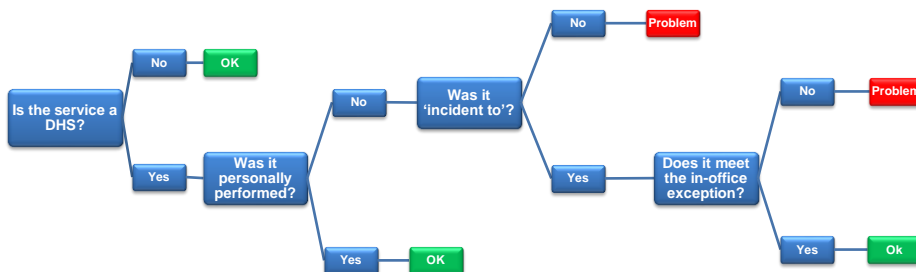 No
Problem
No
OK
No
Problem
Is the service a
DHS?
No
Was it
‘incident to’?
Yes
Was it
personally
performed?
Yes
Does it meet
the in-office
exception?
Yes
OK
Yes
Ok